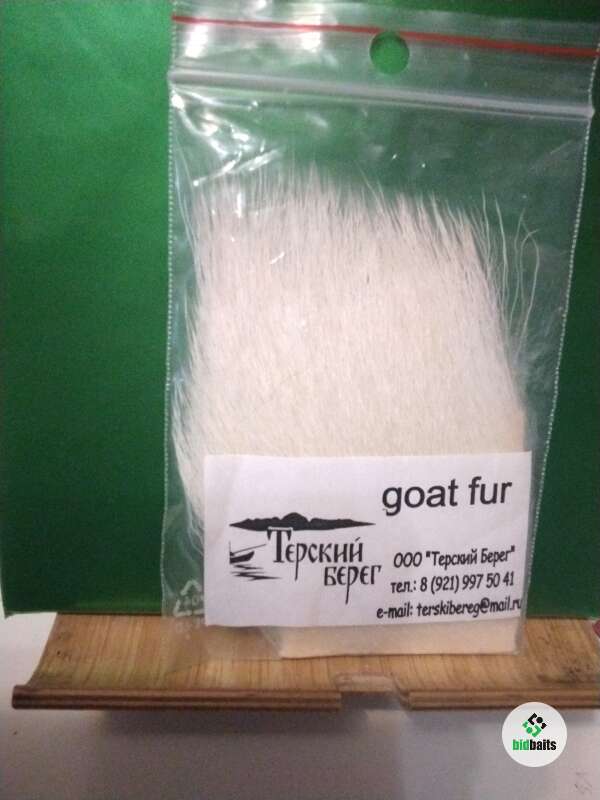 goat fur
Терский
берег
ООО "Терский Берег"
тел.: 8 (921) 997 50 41
e-mail: terskibereg@mail.ru
bidbaits